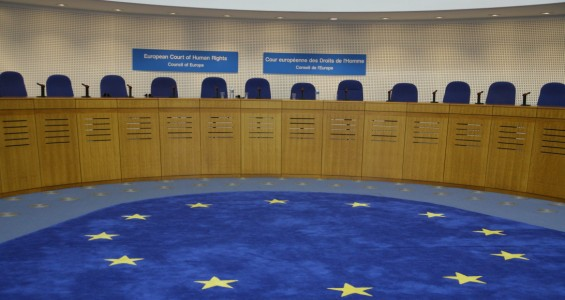 European Court of Human Rights
Council of Europe
Cour européenne des Droits de l'Homme
Conseil de l'Europe